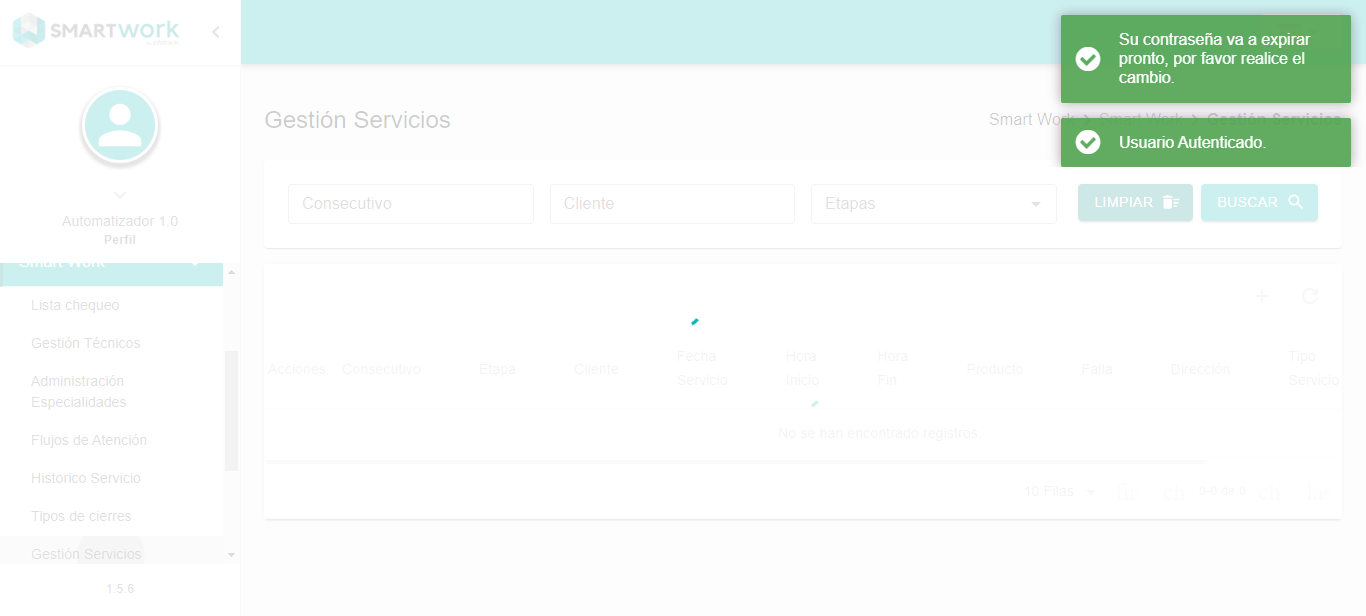 SMARTWORK
Su contraseña va a expirar
pronto, por favor realice el
cambio.
Gestión Servicios
Smart Work > Smart Work > Gestión Servicios
Usuario Autenticado.
Consecutivo
Cliente
Etapas
LIMPIAR
BUSCAR
Automatizador 1.0
Perfil
Smart Work
Lista chequeo
Gestión Técnicos
Administración
Especialidades
Flujos de Atención
Historico Servicio
Tipos de cierres
Gestión Servicios
1.5.6
Acciones
Consecutivo
Etapa
Cliente
Fecha
Servicio
Hora
Inicio
Hora
Fin
Producto
Falla
Dirección
Tipo
Servicio
No se han encontrado registros
10 Filas
0-0 de 0